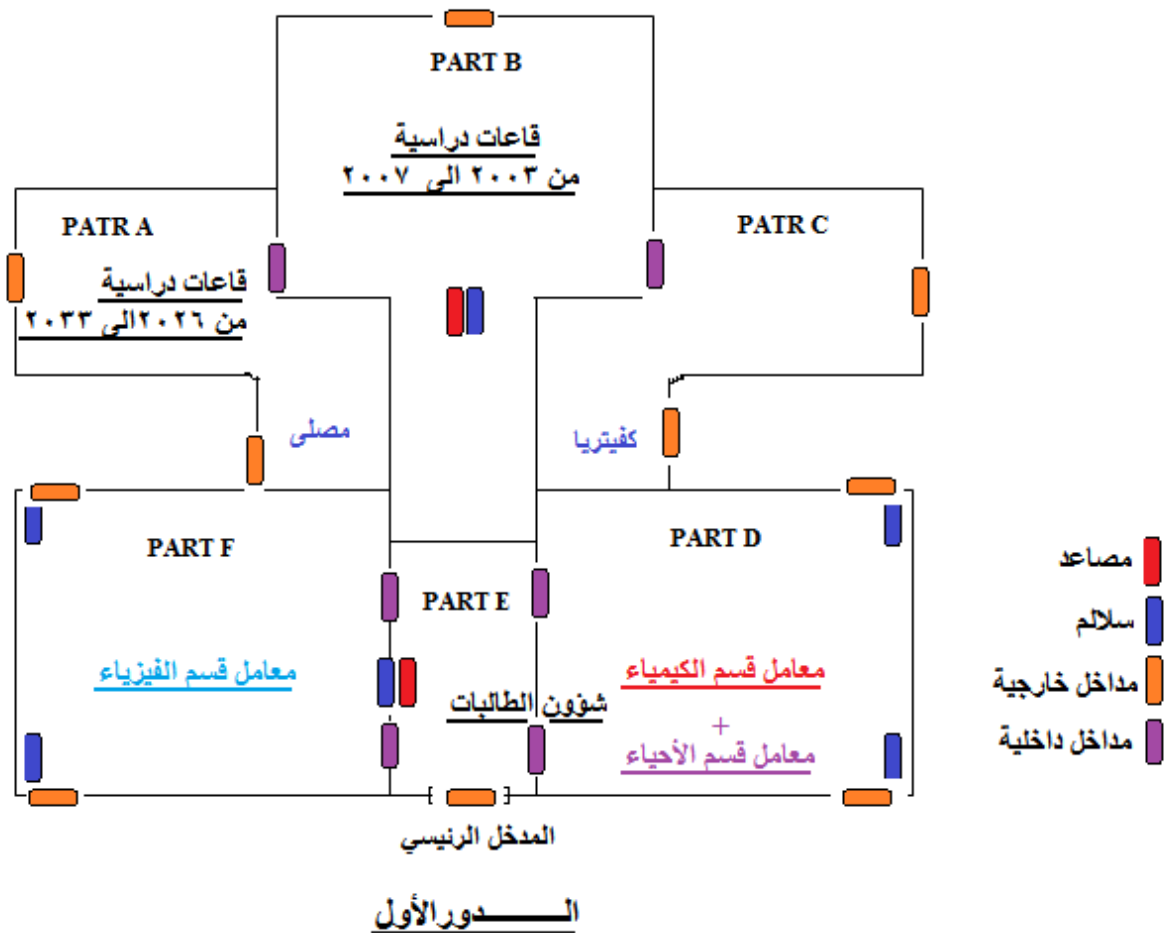 PART B
قاعات دراسية
من ٢٠٠٣ الى ٢٠٠٧
PATR A
PATR C
قاعات دراسية
من ٢٠٢٦الى ٢٠٣٣
مصلى
كفيتريا
PART F
PART D
PART E
معامل قسم الفيزياء
معامل قسم الكيمياء
شؤون الطالبات
+
معامل قسم الأحياء
مصاعد
سلالم
مداخل خارجية
مداخل داخلية
المدخل الرئيسي
الـــــــدورالأول